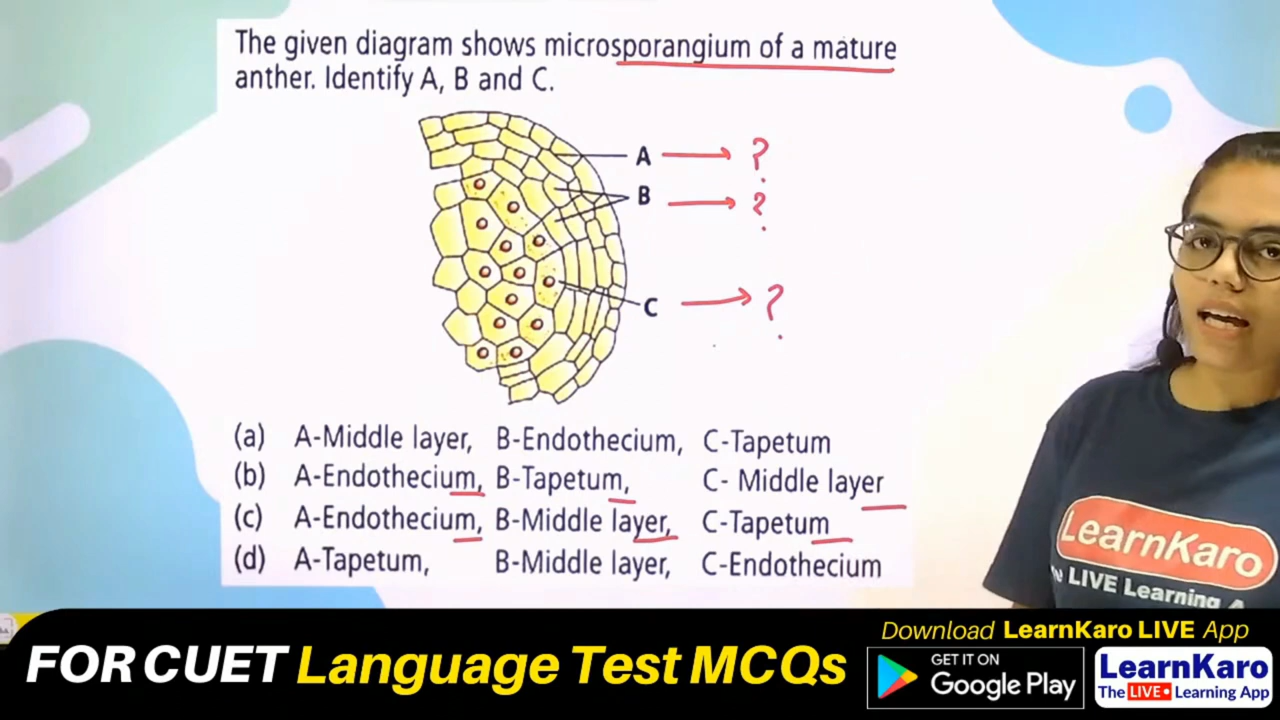 The given diagram shows microsporangium of a mature
anther. Identify A, B and C.
A → ?
B → ?
C → ?
(a) A-Middle layer, B-Endothecium, C-Tapetum
(b) A-Endothecium, B-Tapetum, C- Middle layer
(c) A-Endothecium, B-Middle layer, C-Tapetum
(d) A-Tapetum, B-Middle layer, C-Endothecium
LearnKaro
LIVE Learning
FOR CUET Language Test MCQs
Download LearnKaro LIVE App
GET IT ON
Google Play
LearnKaro
The LIVE Learning App